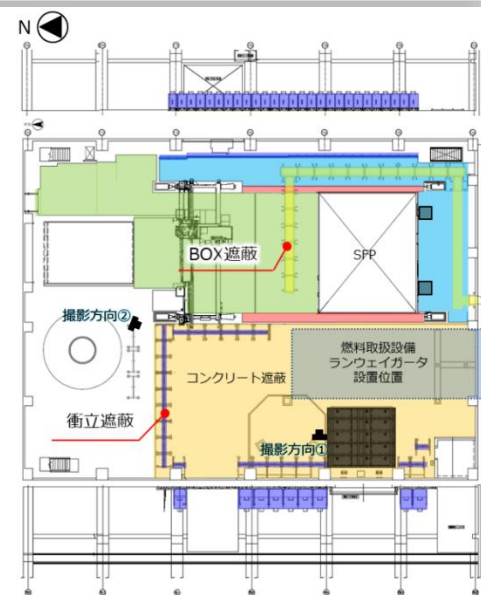 N
BOX遮蔽
SFP
撮影方向②
燃料取扱設備
ランウェイガータ
設置位置
コンクリート遮蔽
衝立遮蔽
撮影方向①